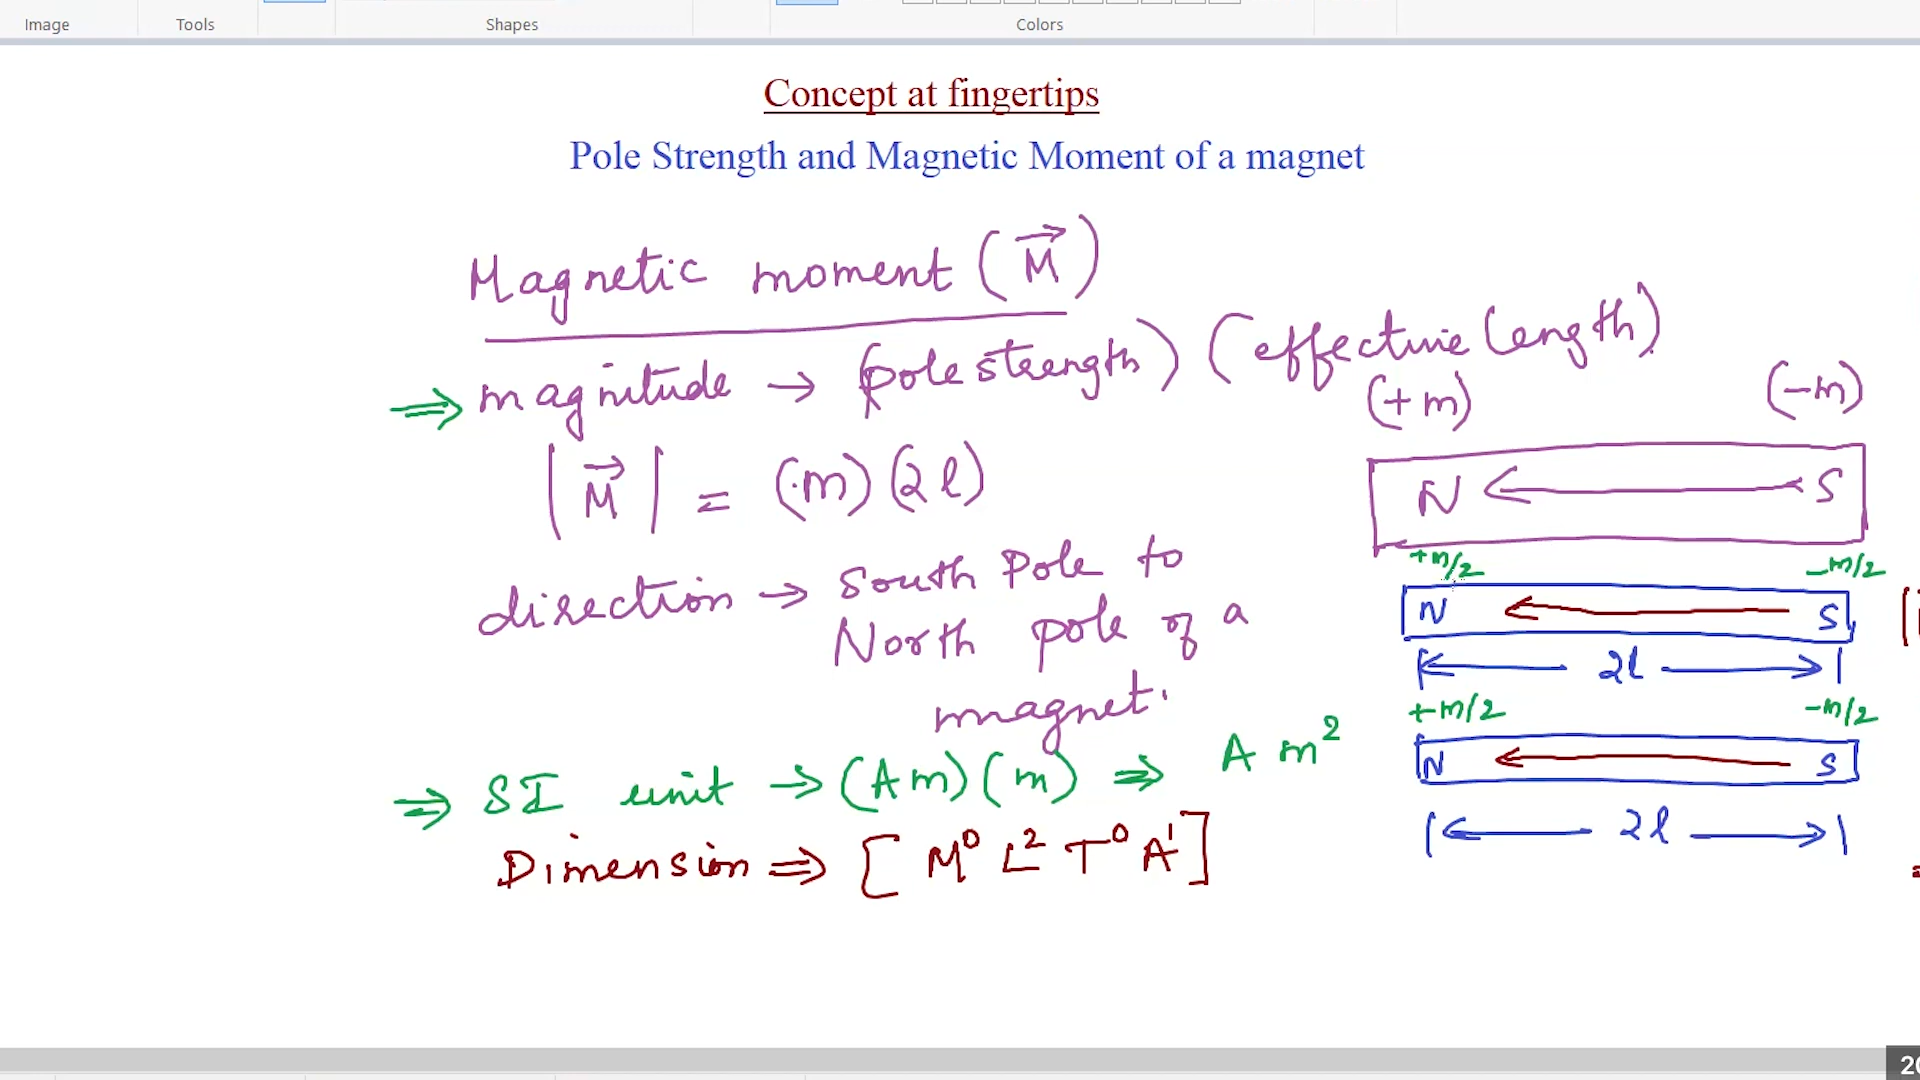 Image Tools Shapes Colors
Concept at fingertips
Pole Strength and Magnetic Moment of a magnet
Magnetic moment (M⃗)
⇒ magnitude → (pole strength) (effective length)
|M⃗| = (m)(2l)
direction → South Pole to
North pole of a
magnet.
⇒ SI unit → (Am)(m) ⇒ A m²
Dimension ⇒ [M⁰ L² T⁰ A¹]
(+m) (-m)
N S
+m/2 -m/2
N S
2l
+m/2 -m/2
N S
2l